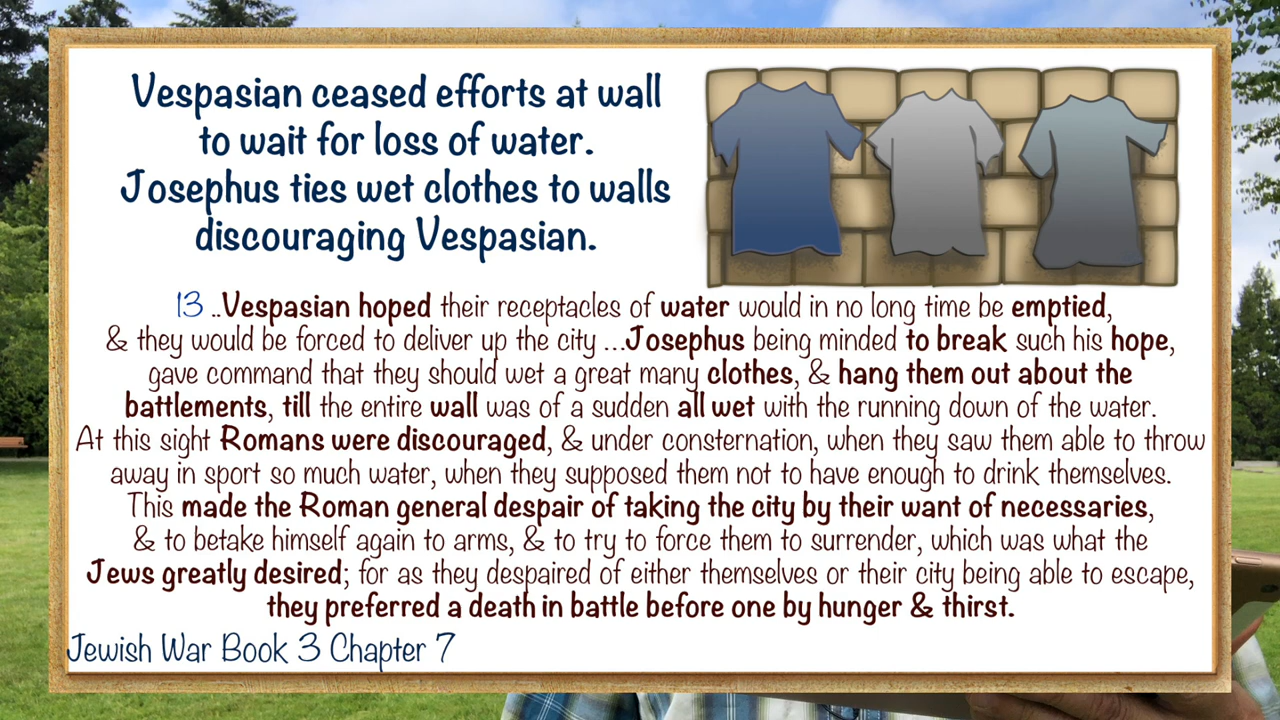 Vespasian ceased efforts at wall
to wait for loss of water.
Josephus ties wet clothes to walls
discouraging Vespasian.
13 ..Vespasian hoped their receptacles of water would in no long time be emptied,
& they would be forced to deliver up the city ...Josephus being minded to break such his hope,
gave command that they should wet a great many clothes, & hang them out about the
battlements, till the entire wall was of a sudden all wet with the running down of the water.
At this sight Romans were discouraged, & under consternation, when they saw them able to throw
away in sport so much water, when they supposed them not to have enough to drink themselves.
This made the Roman general despair of taking the city by their want of necessaries,
& to betake himself again to arms, & to try to force them to surrender, which was what the
Jews greatly desired; for as they despaired of either themselves or their city being able to escape,
they preferred a death in battle before one by hunger & thirst.
Jewish War Book 3 Chapter 7